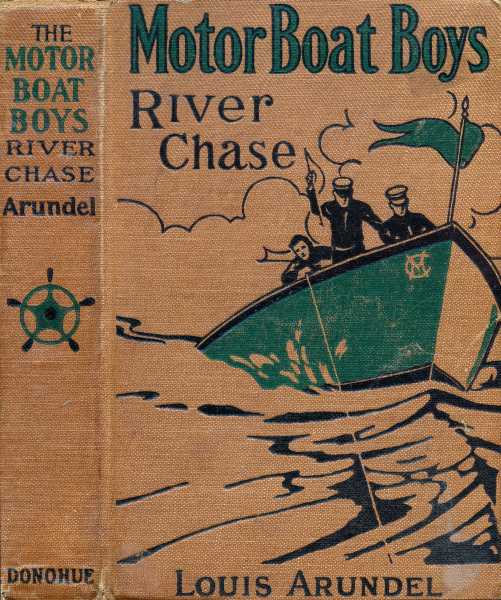 THE
MOTOR
BOAT
BOYS
RIVER
CHASE
Arundel
DONOHUE
Motor Boat Boys
River
Chase
LOUIS ARUNDEL